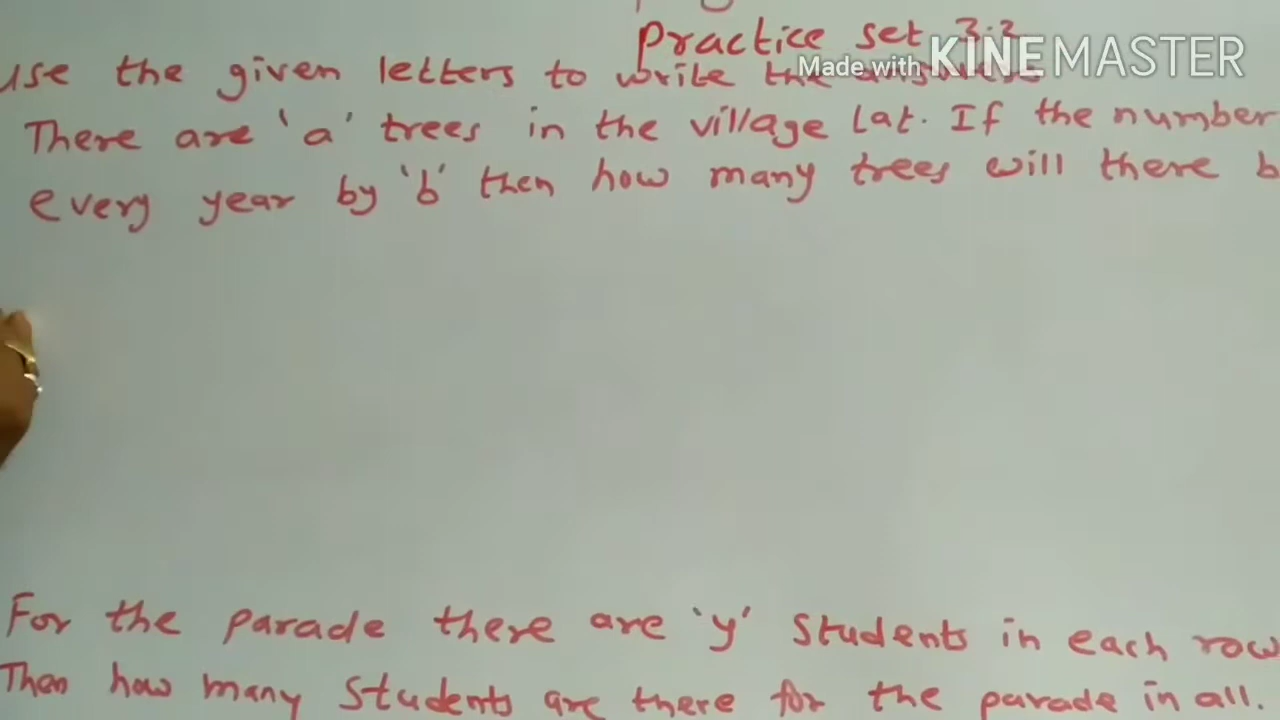 Practice set 3.3
Made with KINEMASTER
use the given letters to write the
There are 'a' trees in the village Lat. If the number
every year by 'b' then how many trees will there b
For the parade there are 'y' students in each row
Then how many students are there for the parade in all.